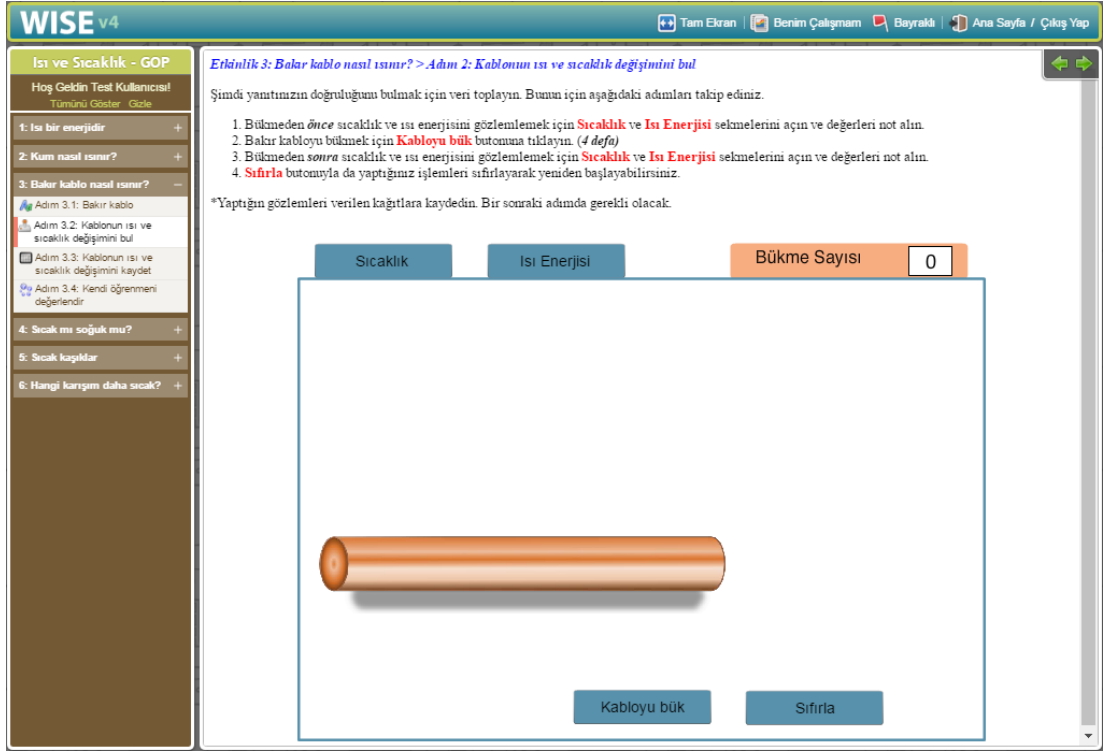 WISE v4
Tam Ekran | Benim Çalışmam Bayraklı | Ana Sayfa / Çıkış Yap
Isı ve Sıcaklık - GOP
Hoş Geldin Test Kullanıcısı!
Tümünü Göster Gizle
1: Isı bir enerjidir +
2: Kum nasıl ısınır? +
3: Bakır kablo nasıl ısınır? –
Adım 3.1: Bakır kablo
Adım 3.2: Kablonun ısı ve
sıcaklık değişimini bul
Adım 3.3: Kablonun ısı ve
sıcaklık değişimini kaydet
Adım 3.4: Kendi öğrenmeni
değerlendir
4: Sıcak mı soğuk mu? +
5: Sıcak kaşıklar +
6: Hangi karışım daha sıcak? +
Etkinlik 3: Bakır kablo nasıl ısınır? > Adım 2: Kablonun ısı ve sıcaklık değişimini bul
Şimdi yanıtınızın doğruluğunu bulmak için veri toplayın. Bunun için aşağıdaki adımları takip ediniz.
1. Bükmeden önce sıcaklık ve ısı enerjisini gözlemlemek için Sıcaklık ve Isı Enerjisi sekmelerini açın ve değerleri not alın.
2. Bakır kabloyu bükmek için Kabloyu bük butonuna tıklayın. (4 defa)
3. Bükmeden sonra sıcaklık ve ısı enerjisini gözlemlemek için Sıcaklık ve Isı Enerjisi sekmelerini açın ve değerleri not alın.
4. Sıfırla butonuyla da yaptığınız işlemleri sıfırlayarak yeniden başlayabilirsiniz.
*Yaptığın gözlemleri verilen kağıtlara kaydedin. Bir sonraki adımda gerekli olacak.
Sıcaklık Isı Enerjisi Bükme Sayısı 0
Kabloyu bük Sıfırla